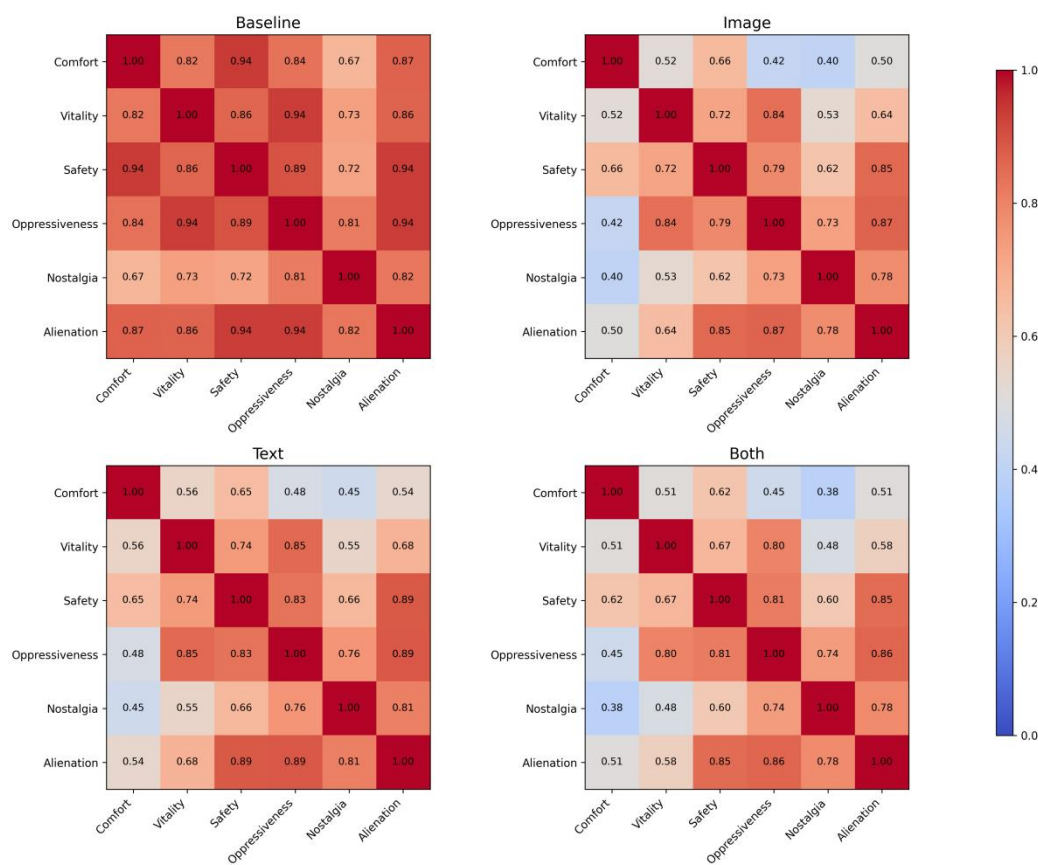 Baseline
Comfort 1.00 0.82 0.94 0.84 0.67 0.87
Vitality 0.82 1.00 0.86 0.94 0.73 0.86
Safety 0.94 0.86 1.00 0.89 0.72 0.94
Oppressiveness 0.84 0.94 0.89 1.00 0.81 0.94
Nostalgia 0.67 0.73 0.72 0.81 1.00 0.82
Alienation 0.87 0.86 0.94 0.94 0.82 1.00
Comfort Vitality Safety Oppressiveness Nostalgia Alienation
Image
Comfort 1.00 0.52 0.66 0.42 0.40 0.50
Vitality 0.52 1.00 0.72 0.84 0.53 0.64
Safety 0.66 0.72 1.00 0.79 0.62 0.85
Oppressiveness 0.42 0.84 0.79 1.00 0.73 0.87
Nostalgia 0.40 0.53 0.62 0.73 1.00 0.78
Alienation 0.50 0.64 0.85 0.87 0.78 1.00
Comfort Vitality Safety Oppressiveness Nostalgia Alienation
Text
Comfort 1.00 0.56 0.65 0.48 0.45 0.54
Vitality 0.56 1.00 0.74 0.85 0.55 0.68
Safety 0.65 0.74 1.00 0.83 0.66 0.89
Oppressiveness 0.48 0.85 0.83 1.00 0.76 0.89
Nostalgia 0.45 0.55 0.66 0.76 1.00 0.81
Alienation 0.54 0.68 0.89 0.89 0.81 1.00
Comfort Vitality Safety Oppressiveness Nostalgia Alienation
Both
Comfort 1.00 0.51 0.62 0.45 0.38 0.51
Vitality 0.51 1.00 0.67 0.80 0.48 0.58
Safety 0.62 0.67 1.00 0.81 0.60 0.85
Oppressiveness 0.45 0.80 0.81 1.00 0.74 0.86
Nostalgia 0.38 0.48 0.60 0.74 1.00 0.78
Alienation 0.51 0.58 0.85 0.86 0.78 1.00
Comfort Vitality Safety Oppressiveness Nostalgia Alienation
1.0
0.8
0.6
0.4
0.2
0.0